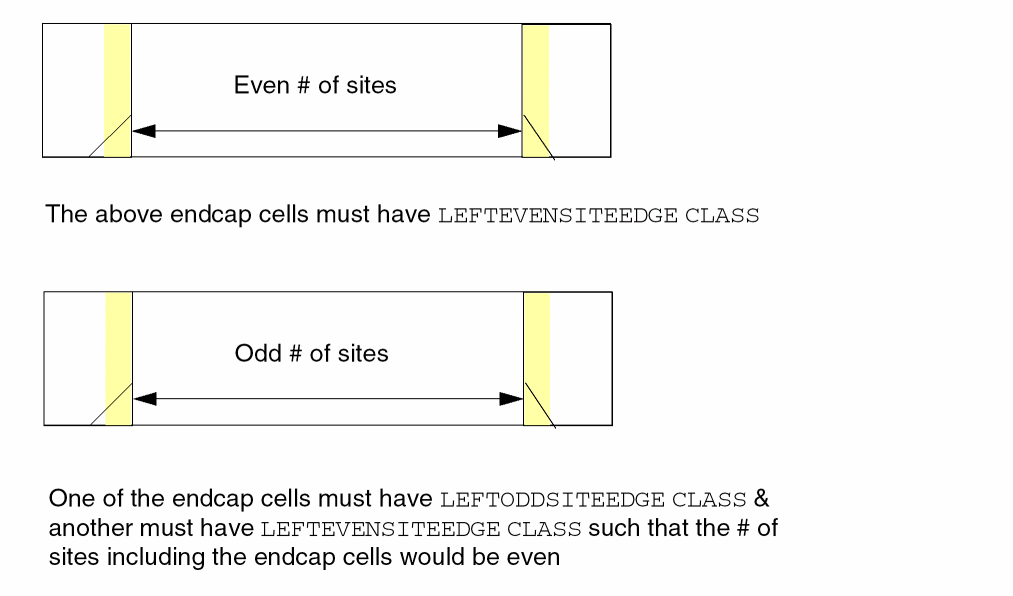 Even # of sites
The above endcap cells must have LEFTEVENSITEEDGE CLASS
Odd # of sites
One of the endcap cells must have LEFTODDSITEEDGE CLASS &
another must have LEFTEVENSITEEDGE CLASS such that the # of
sites including the endcap cells would be even